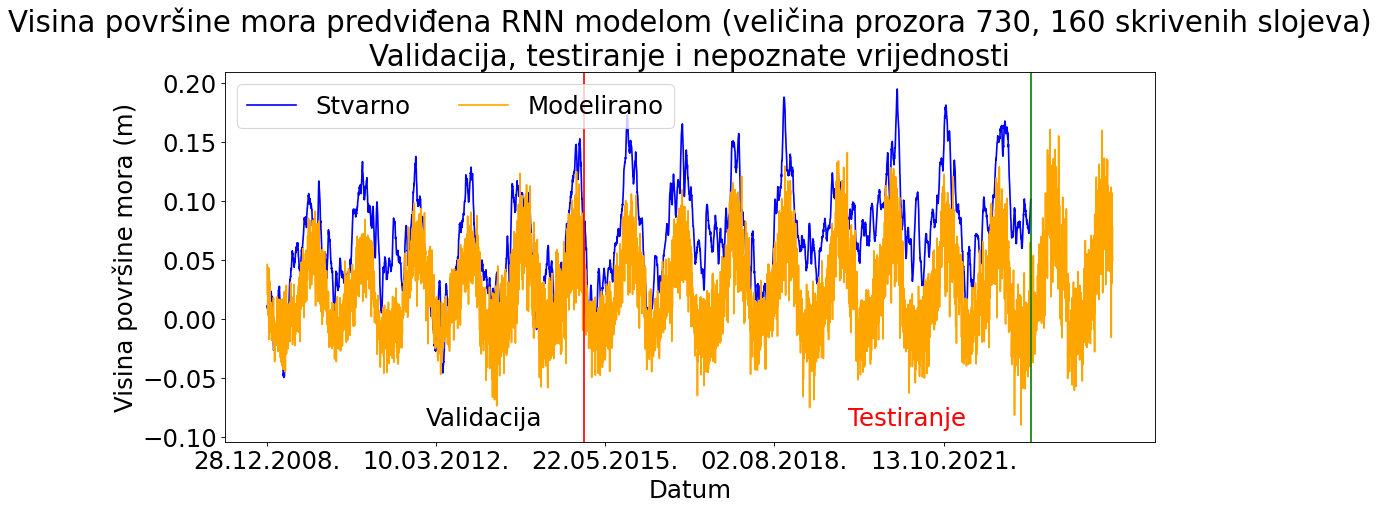 Visina površine mora predviđena RNN modelom (veličina prozora 730, 160 skrivenih slojeva)
Validacija, testiranje i nepoznate vrijednosti
Stvarno
Modelirano
Visina površine mora (m)
0.20
0.15
0.10
0.05
0.00
−0.05
−0.10
Validacija
Testiranje
28.12.2008.
10.03.2012.
22.05.2015.
02.08.2018.
13.10.2021.
Datum